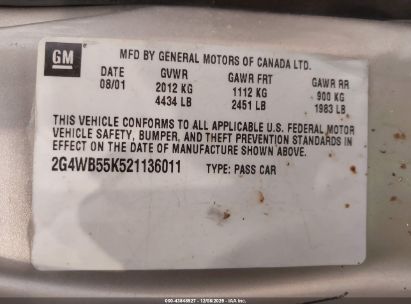 GM
MFD BY GENERAL MOTORS OF CANADA LTD.
DATE GVWR GAWR FRT GAWR RR
08/01 2012 KG 1112 KG 900 KG
4434 LB 2451 LB 1983 LB
THIS VEHICLE CONFORMS TO ALL APPLICABLE U.S. FEDERAL MOTOR
VEHICLE SAFETY, BUMPER, AND THEFT PREVENTION STANDARDS IN
EFFECT ON THE DATE OF MANUFACTURE SHOWN ABOVE.
2G4WB55K521136011 TYPE: PASS CAR